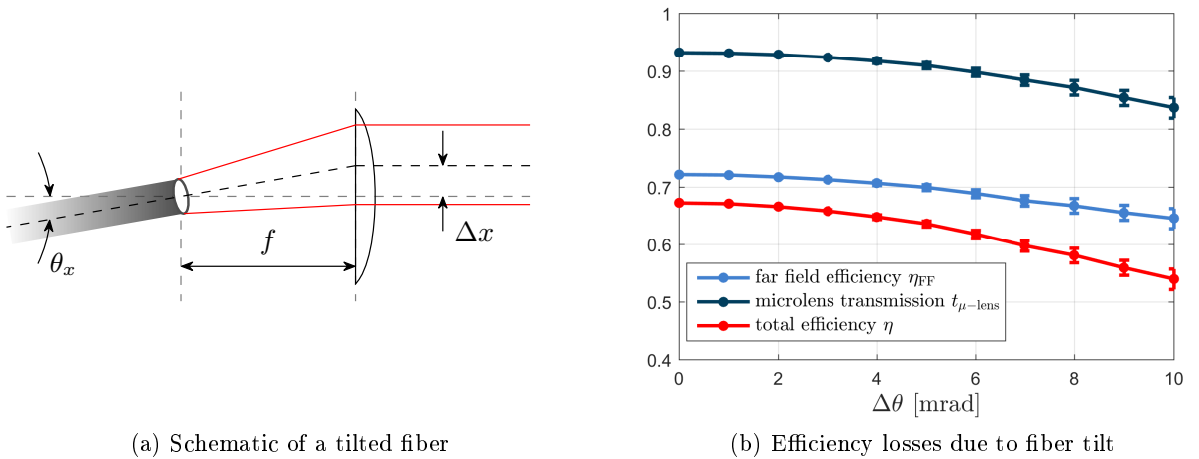 θx
f
Δx
1
0.9
0.8
0.7
0.6
0.5
0.4
far field efficiency ηFF
microlens transmission tμ−lens
total efficiency η
0 2 4 6 8 10
Δθ [mrad]
(a) Schematic of a tilted fiber
(b) Efficiency losses due to fiber tilt